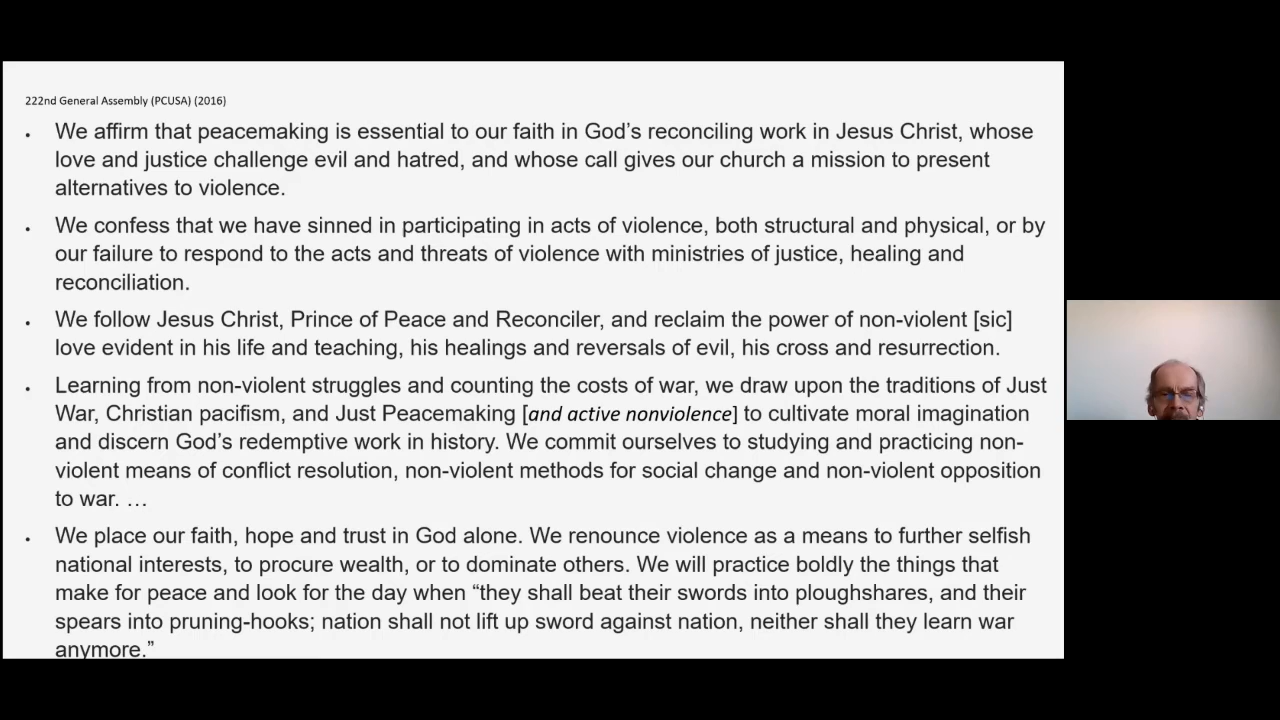 222nd General Assembly (PCUSA) (2016)
• We affirm that peacemaking is essential to our faith in God’s reconciling work in Jesus Christ, whose
love and justice challenge evil and hatred, and whose call gives our church a mission to present
alternatives to violence.
• We confess that we have sinned in participating in acts of violence, both structural and physical, or by
our failure to respond to the acts and threats of violence with ministries of justice, healing and
reconciliation.
• We follow Jesus Christ, Prince of Peace and Reconciler, and reclaim the power of non-violent [sic]
love evident in his life and teaching, his healings and reversals of evil, his cross and resurrection.
• Learning from non-violent struggles and counting the costs of war, we draw upon the traditions of Just
War, Christian pacifism, and Just Peacemaking [and active nonviolence] to cultivate moral imagination
and discern God’s redemptive work in history. We commit ourselves to studying and practicing non-
violent means of conflict resolution, non-violent methods for social change and non-violent opposition
to war. …
• We place our faith, hope and trust in God alone. We renounce violence as a means to further selfish
national interests, to procure wealth, or to dominate others. We will practice boldly the things that
make for peace and look for the day when “they shall beat their swords into ploughshares, and their
spears into pruning-hooks; nation shall not lift up sword against nation, neither shall they learn war
anymore.”